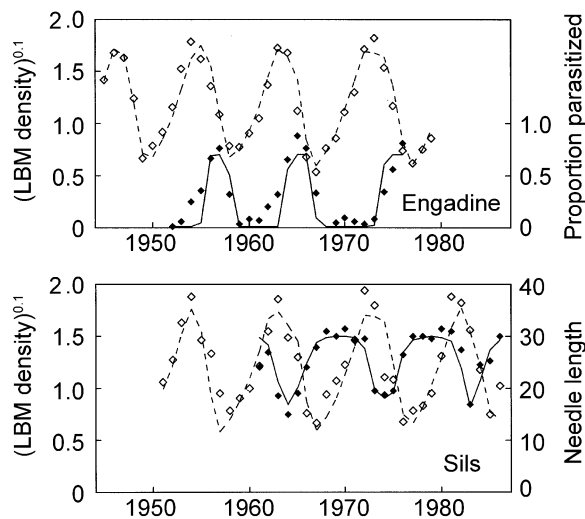 (LBM density)^0.1
2.0
1.5
1.0
0.5
0
1.0
0.5
0
Proportion parasitized
Engadine
1950 1960 1970 1980
(LBM density)^0.1
2.0
1.5
1.0
0.5
0
40
30
20
10
0
Needle length
Sils
1950 1960 1970 1980